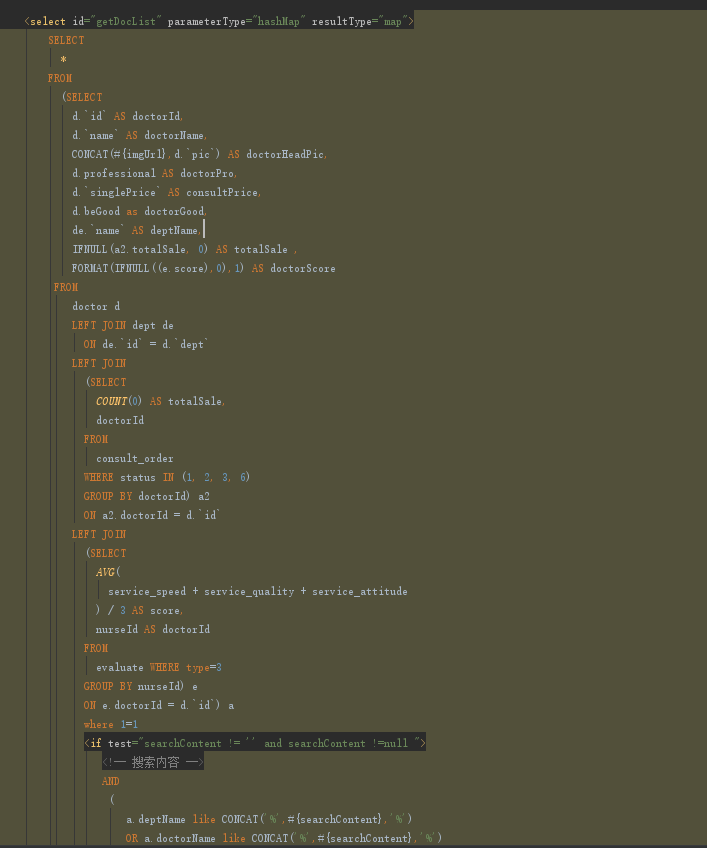 <select id="getDocList" parameterType="hashMap" resultType="map">
SELECT
*
FROM
(SELECT
d.`id` AS doctorId,
d.`name` AS doctorName,
CONCAT(#{imgUrl},d.`pic`) AS doctorHeadPic,
d.professional AS doctorPro,
d.`singlePrice` AS consultPrice,
d.beGood as doctorGood,
de.`name` AS deptName,
IFNULL(a2.totalSale, 0) AS totalSale ,
FORMAT(IFNULL((e.score),0),1) AS doctorScore
FROM
doctor d
LEFT JOIN dept de
ON de.`id` = d.`dept`
LEFT JOIN
(SELECT
COUNT(0) AS totalSale,
doctorId
FROM
consult_order
WHERE status IN (1, 2, 3, 6)
GROUP BY doctorId) a2
ON a2.doctorId = d.`id`
LEFT JOIN
(SELECT
AVG(
service_speed + service_quality + service_attitude
) / 3 AS score,
nurseId AS doctorId
FROM
evaluate WHERE type=3
GROUP BY nurseId) e
ON e.doctorId = d.`id`) a
where 1=1
<if test="searchContent != '' and searchContent !=null ">
<!-- 搜索内容 -->
AND
(
a.deptName like CONCAT('%',#{searchContent},'%')
OR a.doctorName like CONCAT('%',#{searchContent},'%')